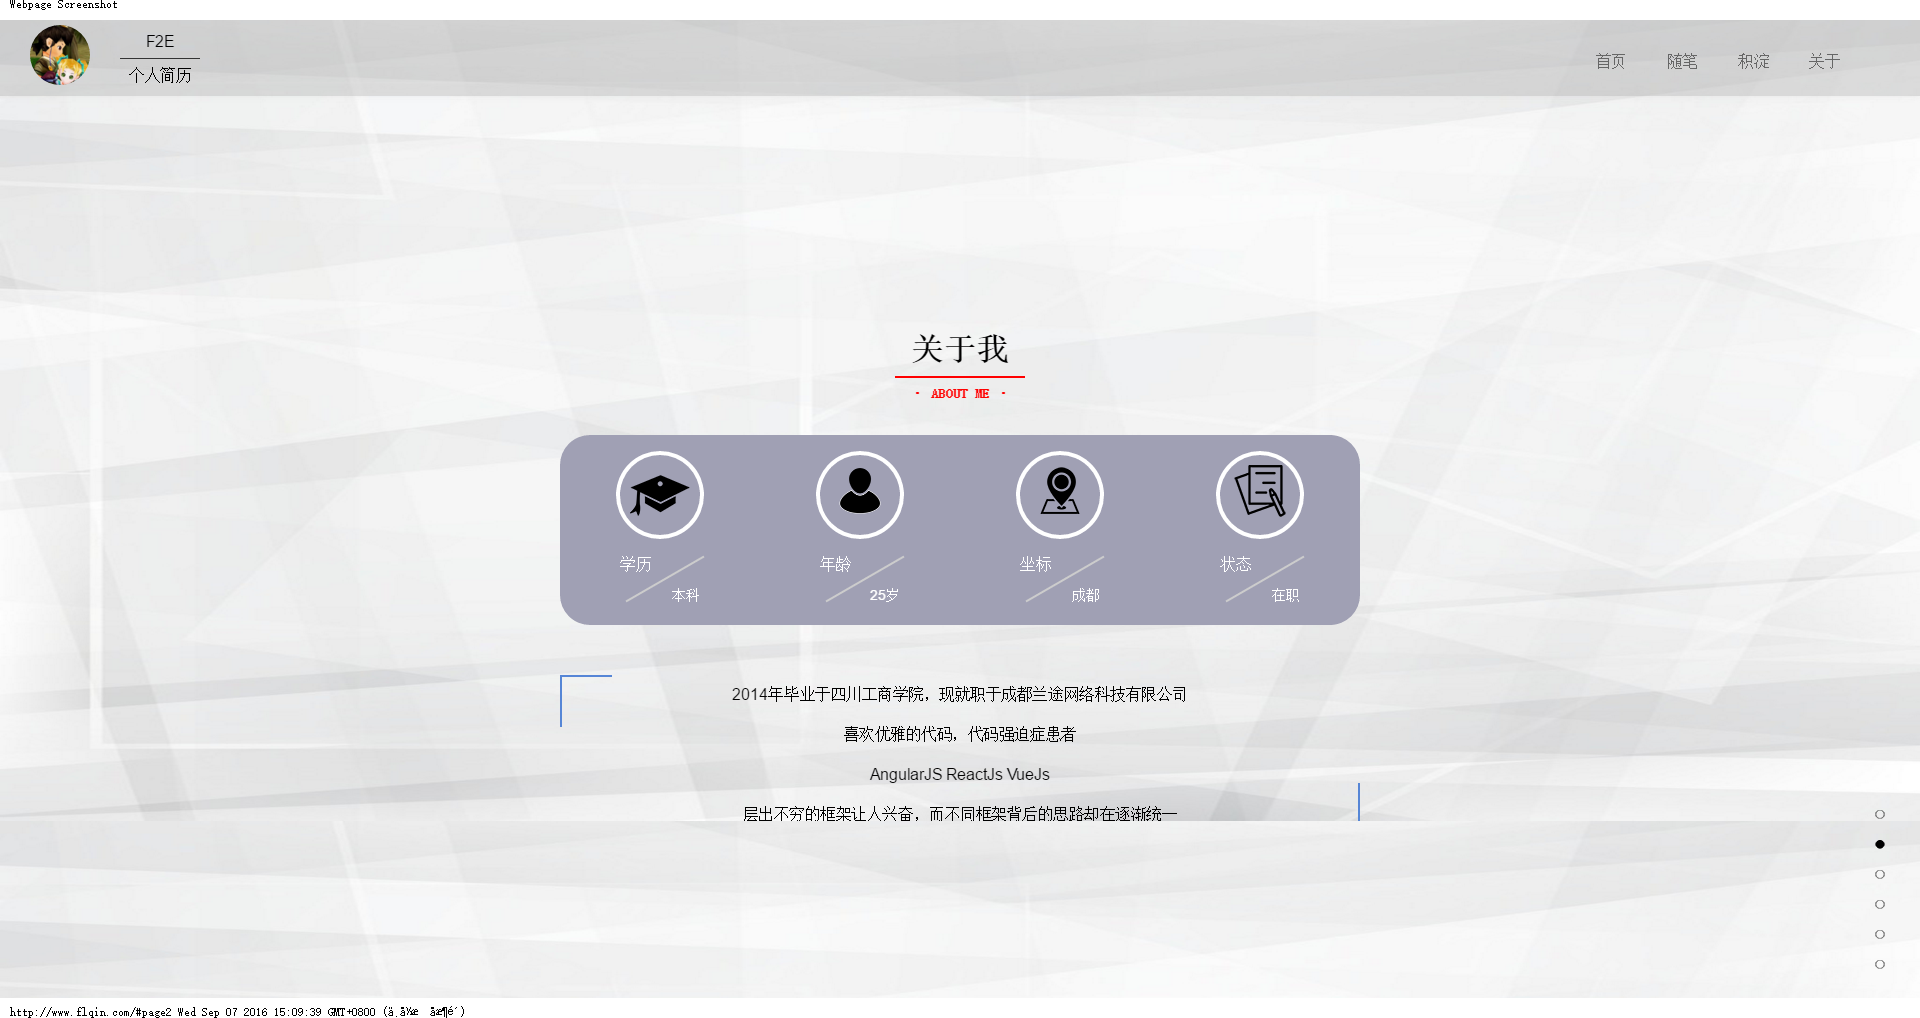 Webpage Screenshot
F2E
个人简历
首页 随笔 积淀 关于
关于我
- ABOUT ME -
学历 年龄 坐标 状态
本科 25岁 成都 在职
2014年毕业于四川工商学院，现就职于成都兰途网络科技有限公司
喜欢优雅的代码，代码强迫症患者
AngularJS ReactJs VueJs
层出不穷的框架让人兴奋，而不同框架背后的思路却在逐渐统一
http://www.flqin.com/#page2 Wed Sep 07 2016 15:09:39 GMT+0800